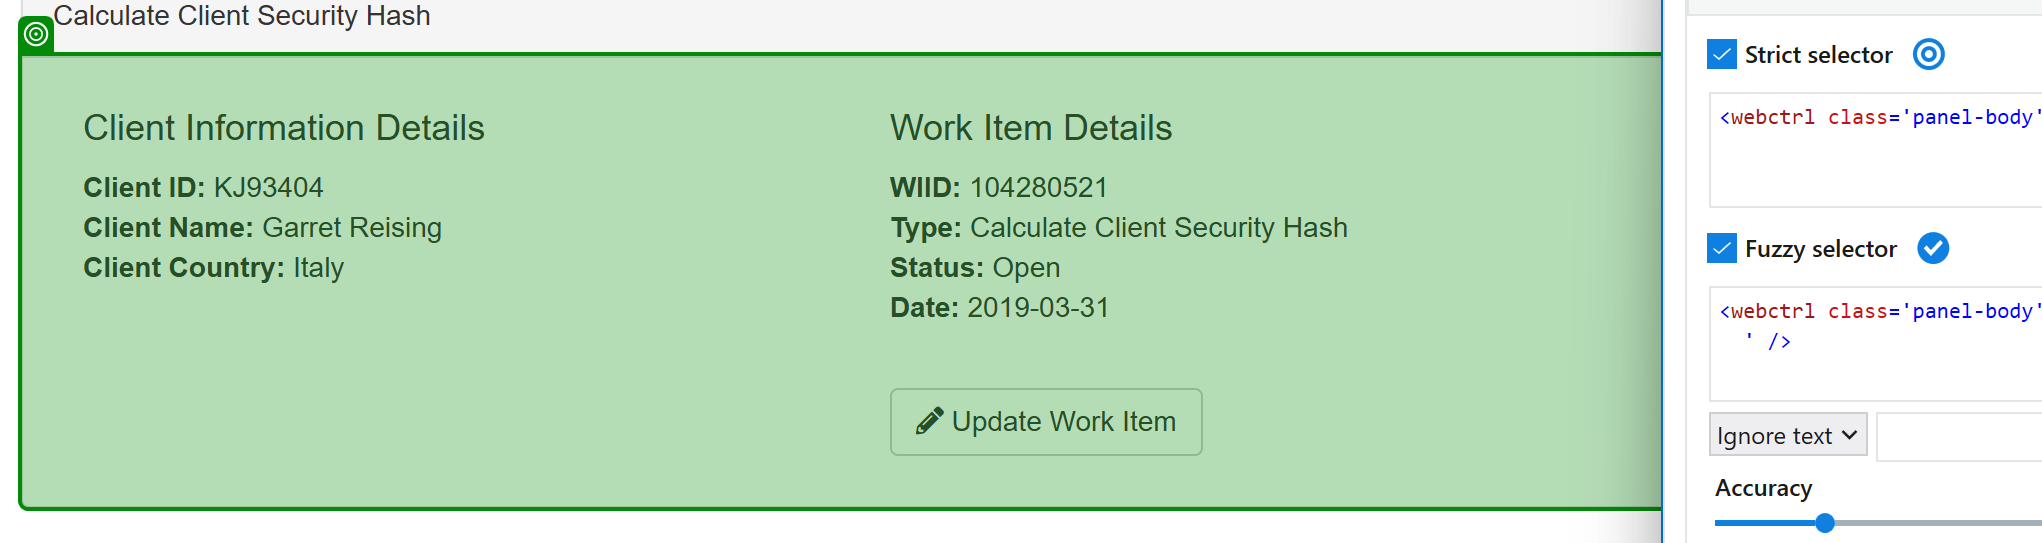 Calculate Client Security Hash
Client Information Details
Client ID: KJ93404
Client Name: Garret Reising
Client Country: Italy
Work Item Details
WIID: 104280521
Type: Calculate Client Security Hash
Status: Open
Date: 2019-03-31
Update Work Item
Strict selector
<webctrl class='panel-body'
Fuzzy selector
<webctrl class='panel-body'
' />
Ignore text
Accuracy